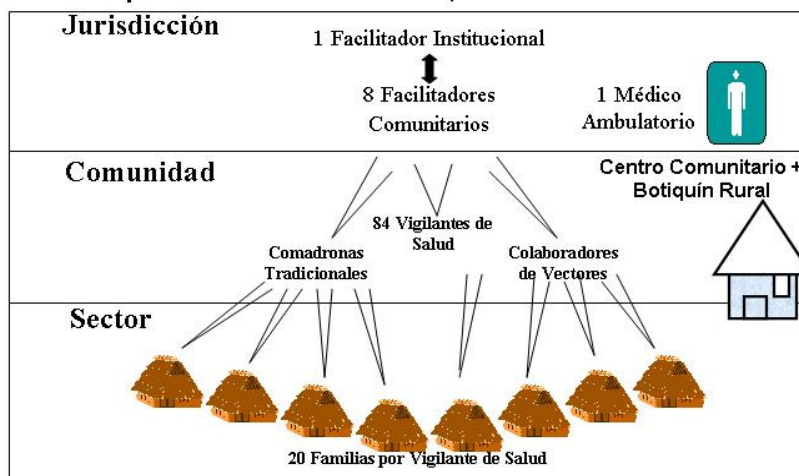 Jurisdicción
1 Facilitador Institucional
8 Facilitadores
Comunitarios
1 Médico
Ambulatorio
Comunidad
Centro Comunitario +
Botiquín Rural
84 Vigilantes de
Salud
Comadronas
Tradicionales
Colaboradores
de Vectores
Sector
20 Familias por Vigilante de Salud